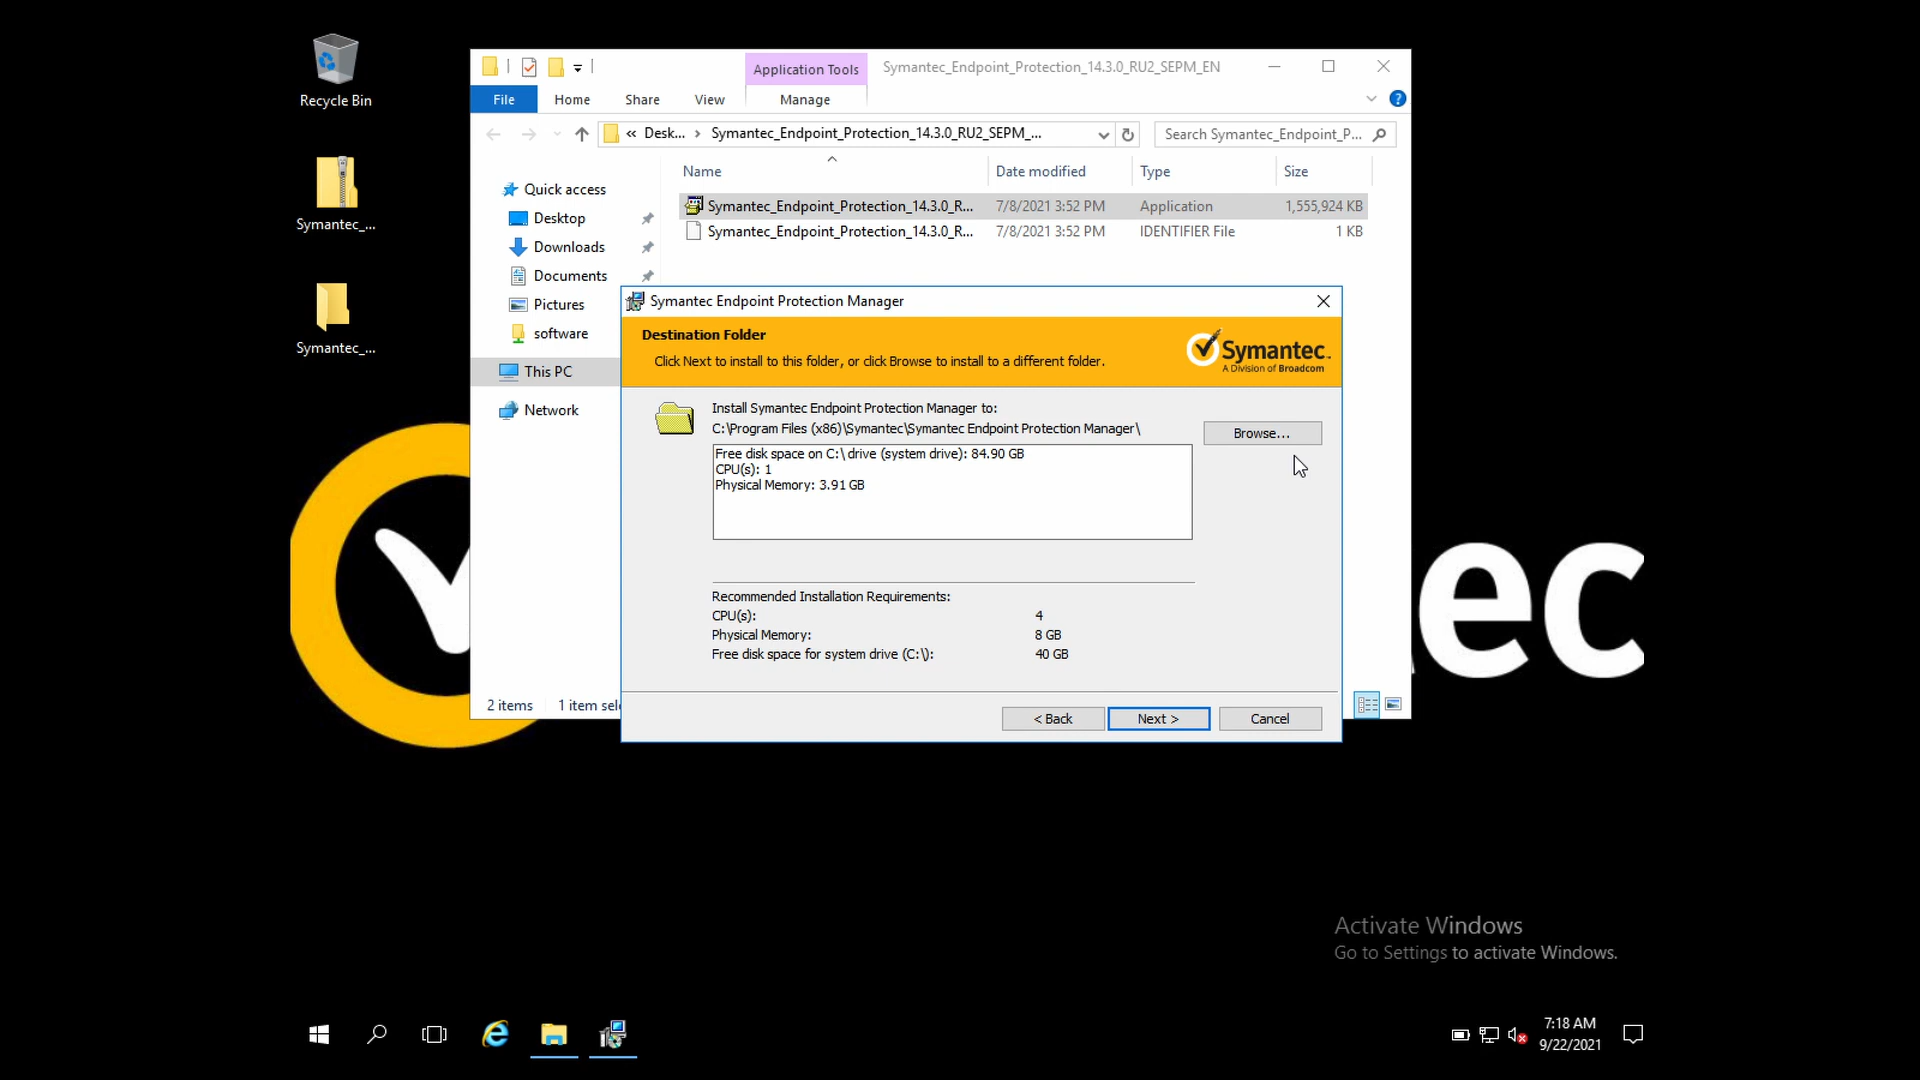 Recycle Bin
Symantec_...
Symantec_...
Application Tools
Symantec_Endpoint_Protection_14.3.0_RU2_SEPM_EN
File
Home
Share
View
Manage
« Desk... › Symantec_Endpoint_Protection_14.3.0_RU2_SEPM_...
Search Symantec_Endpoint_P...
Name
Date modified
Type
Size
Symantec_Endpoint_Protection_14.3.0_R... 7/8/2021 3:52 PM Application 1,555,924 KB
Symantec_Endpoint_Protection_14.3.0_R... 7/8/2021 3:52 PM IDENTIFIER File 1 KB
Quick access
Desktop
Downloads
Documents
Pictures
software
This PC
Network
2 items 1 item sele
Symantec Endpoint Protection Manager
Destination Folder
Click Next to install to this folder, or click Browse to install to a different folder.
Symantec.
A Division of Broadcom
Install Symantec Endpoint Protection Manager to:
C:\Program Files (x86)\Symantec\Symantec Endpoint Protection Manager\
Browse...
Free disk space on C:\ drive (system drive): 84.90 GB
CPU(s): 1
Physical Memory: 3.91 GB
Recommended Installation Requirements:
CPU(s): 4
Physical Memory: 8 GB
Free disk space for system drive (C:\): 40 GB
< Back
Next >
Cancel
ec
Activate Windows
Go to Settings to activate Windows.
7:18 AM
9/22/2021